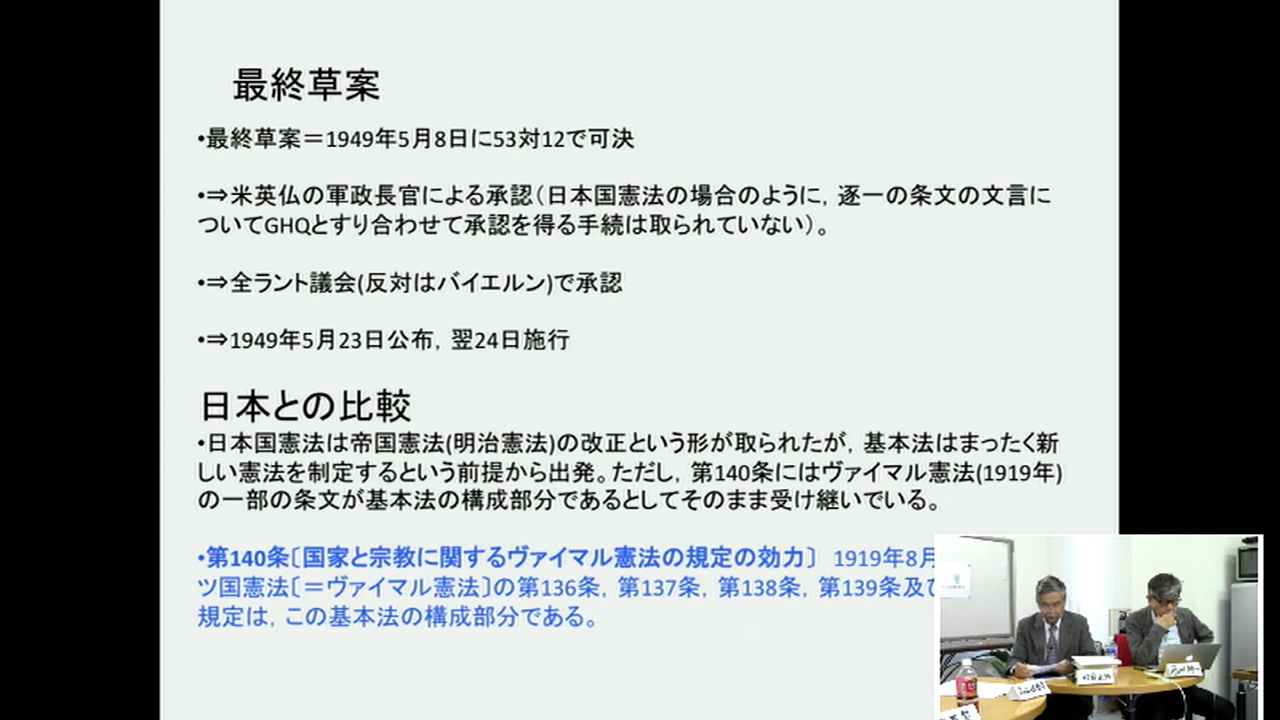 最終草案
•最終草案＝1949年5月8日に53対12で可決
•⇒米英仏の軍政長官による承認（日本国憲法の場合のように，逐一の条文の文言に
ついてGHQとすり合わせて承認を得る手続は取られていない）。
•⇒全ラント議会(反対はバイエルン)で承認
•⇒1949年5月23日公布，翌24日施行
日本との比較
•日本国憲法は帝国憲法(明治憲法)の改正という形が取られたが，基本法はまったく新
しい憲法を制定するという前提から出発。ただし，第140条にはヴァイマル憲法(1919年)
の一部の条文が基本法の構成部分であるとしてそのまま受け継いでいる。
•第140条〔国家と宗教に関するヴァイマル憲法の規定の効力〕 1919年8月
ツ国憲法〔＝ヴァイマル憲法〕の第136条，第137条，第138条，第139条及び
規定は，この基本法の構成部分である。